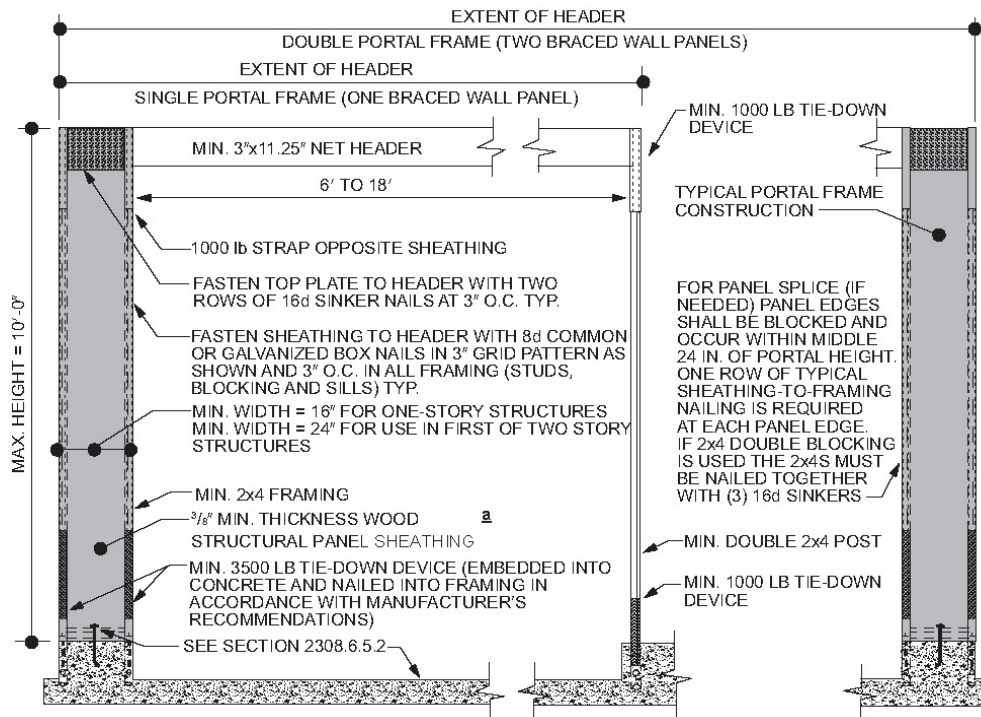 EXTENT OF HEADER
DOUBLE PORTAL FRAME (TWO BRACED WALL PANELS)
EXTENT OF HEADER
SINGLE PORTAL FRAME (ONE BRACED WALL PANEL)
MIN. 1000 LB TIE-DOWN
DEVICE
MIN. 3″x11.25″ NET HEADER
6′ TO 18′
TYPICAL PORTAL FRAME
CONSTRUCTION
1000 lb STRAP OPPOSITE SHEATHING
FASTEN TOP PLATE TO HEADER WITH TWO
ROWS OF 16d SINKER NAILS AT 3″ O.C. TYP.
FASTEN SHEATHING TO HEADER WITH 8d COMMON
OR GALVANIZED BOX NAILS IN 3″ GRID PATTERN AS
SHOWN AND 3″ O.C. IN ALL FRAMING (STUDS,
BLOCKING AND SILLS) TYP.
MIN. WIDTH = 16″ FOR ONE-STORY STRUCTURES
MIN. WIDTH = 24″ FOR USE IN FIRST OF TWO STORY
STRUCTURES
FOR PANEL SPLICE (IF
NEEDED) PANEL EDGES
SHALL BE BLOCKED AND
OCCUR WITHIN MIDDLE
24 IN. OF PORTAL HEIGHT.
ONE ROW OF TYPICAL
SHEATHING-TO-FRAMING
NAILING IS REQUIRED
AT EACH PANEL EDGE.
IF 2x4 DOUBLE BLOCKING
IS USED THE 2x4S MUST
BE NAILED TOGETHER
WITH (3) 16d SINKERS
MAX. HEIGHT = 10′-0″
MIN. 2x4 FRAMING
3/8″ MIN. THICKNESS WOOD a
STRUCTURAL PANEL SHEATHING
MIN. 3500 LB TIE-DOWN DEVICE (EMBEDDED INTO
CONCRETE AND NAILED INTO FRAMING IN
ACCORDANCE WITH MANUFACTURER'S
RECOMMENDATIONS)
MIN. DOUBLE 2x4 POST
MIN. 1000 LB TIE-DOWN
DEVICE
SEE SECTION 2308.6.5.2